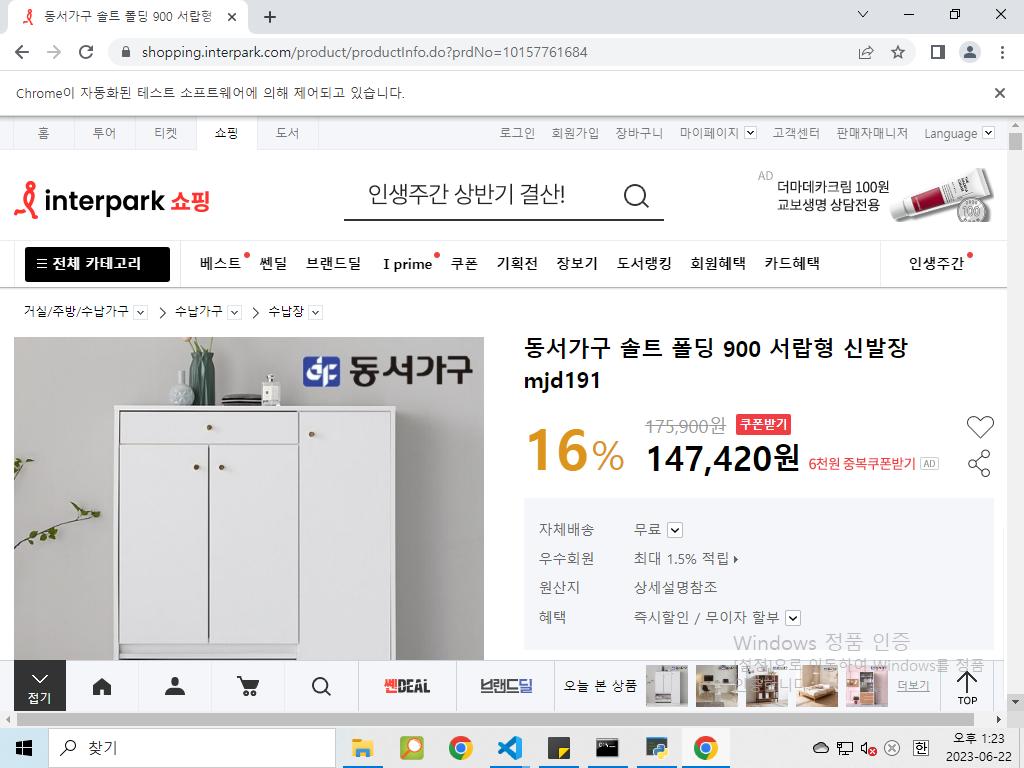 동서가구 솔트 폴딩 900 서랍형
shopping.interpark.com/product/productInfo.do?prdNo=10157761684
Chrome이 자동화된 테스트 소프트웨어에 의해 제어되고 있습니다.
홈 투어 티켓 쇼핑 도서 로그인 회원가입 장바구니 마이페이지 고객센터 판매자매니저 Language
interpark 쇼핑
인생주간 상반기 결산!
AD 더마데카크림 100원
교보생명 상담전용
100
전체 카테고리 베스트 쎈딜 브랜드딜 I prime 쿠폰 기획전 장보기 도서랭킹 회원혜택 카드혜택 인생주간
거실/주방/수납가구 수납가구 수납장
동서가구
동서가구 솔트 폴딩 900 서랍형 신발장
mjd191
16%
175,900원 쿠폰받기
147,420원 6천원 중복쿠폰받기 AD
자체배송 무료
우수회원 최대 1.5% 적립
원산지 상세설명참조
혜택 즉시할인 / 무이자 할부
Windows 정품 인증
[설정]으로 이동하여 Windows를 정품
접기
쎈DEAL 브랜드딜 오늘 본 상품 더보기
TOP
찾기
한
오후 1:23
2023-06-22